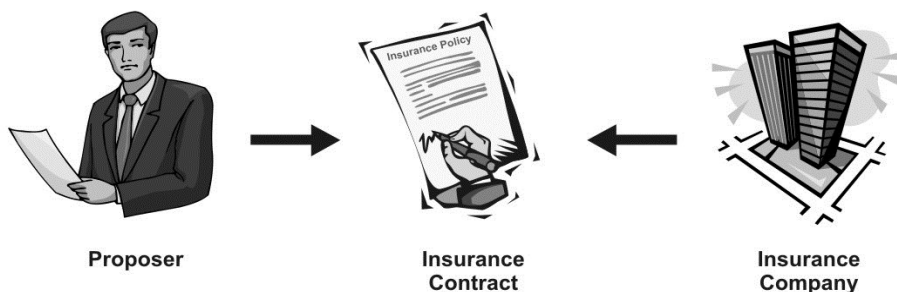 Insurance Policy
Proposer
Insurance
Contract
Insurance
Company